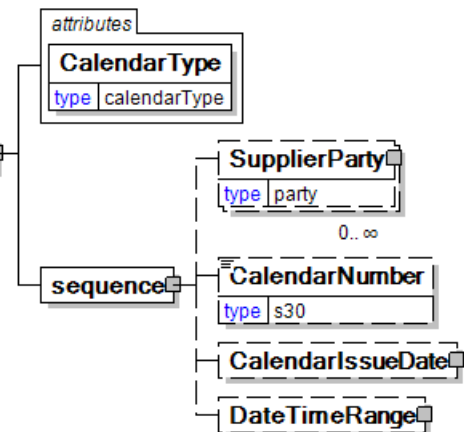 attributes
CalendarType
type calendarType
SupplierParty
type party
0.. ∞
sequence
CalendarNumber
type s30
CalendarIssueDate
DateTimeRange